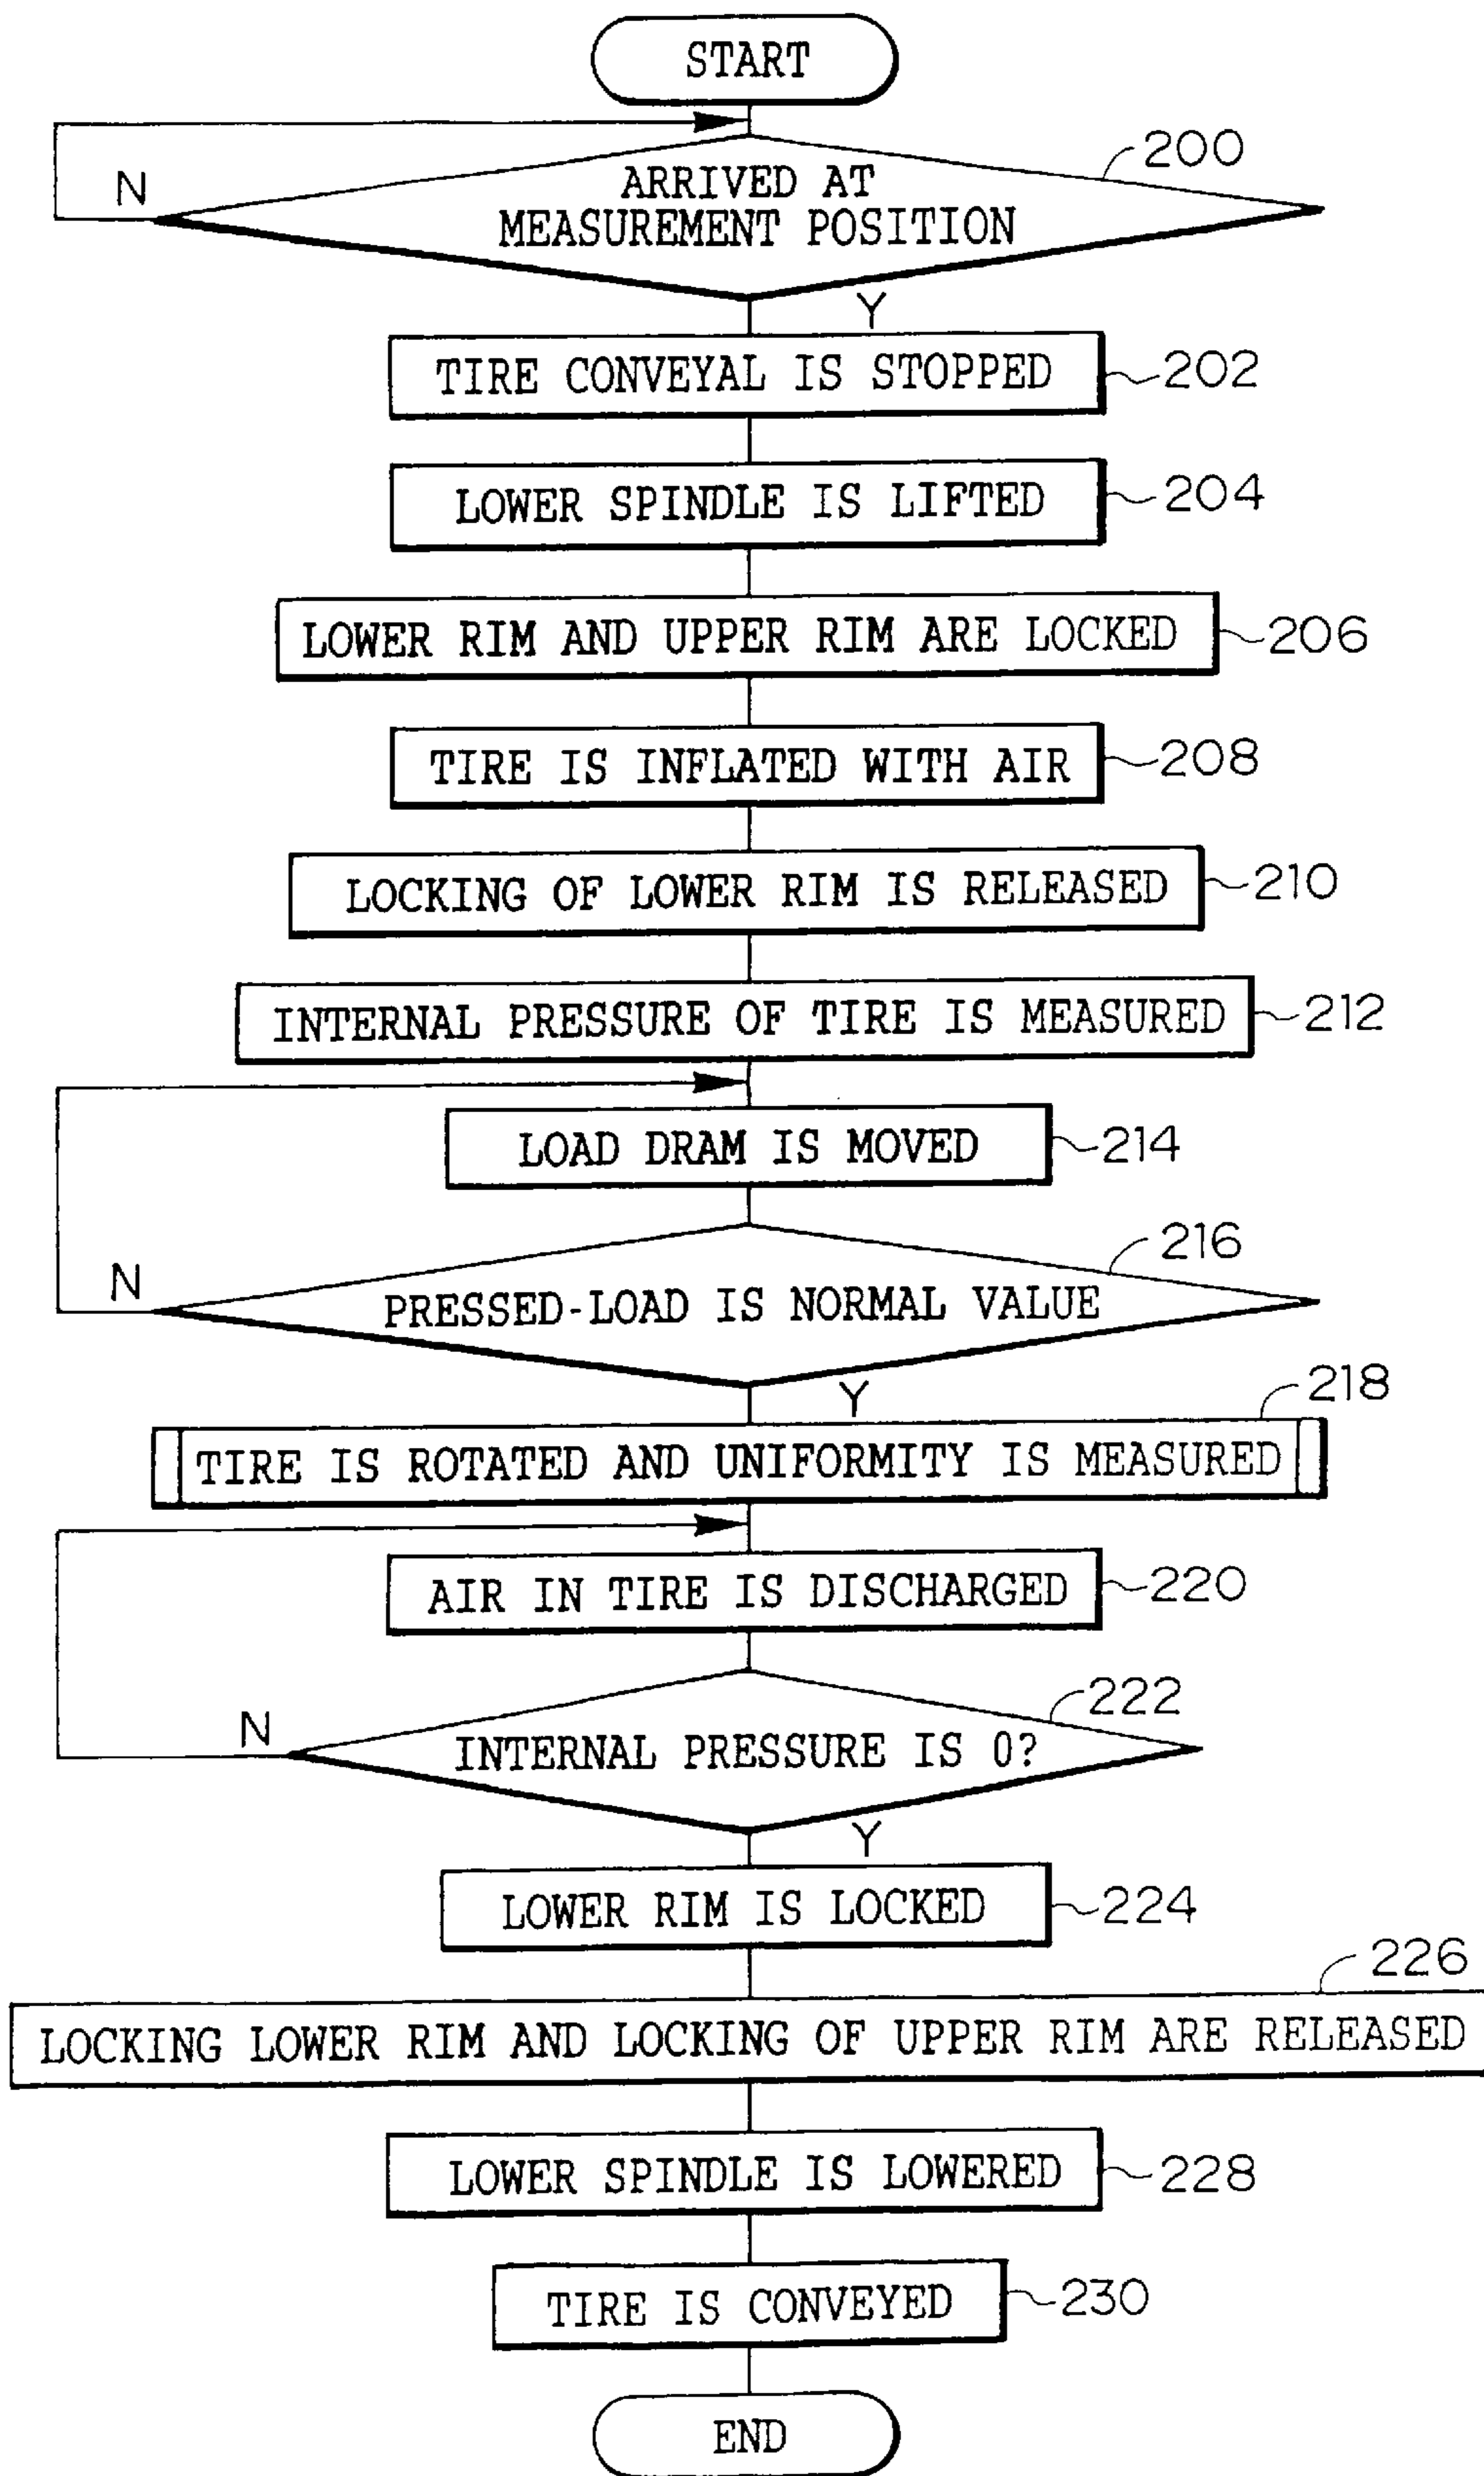 START
N
200
ARRIVED AT
MEASUREMENT POSITION
Y
TIRE CONVEYAL IS STOPPED
202
LOWER SPINDLE IS LIFTED
204
LOWER RIM AND UPPER RIM ARE LOCKED
206
TIRE IS INFLATED WITH AIR
208
LOCKING OF LOWER RIM IS RELEASED
210
INTERNAL PRESSURE OF TIRE IS MEASURED
212
LOAD DRAM IS MOVED
214
216
N
PRESSED-LOAD IS NORMAL VALUE
Y
218
TIRE IS ROTATED AND UNIFORMITY IS MEASURED
AIR IN TIRE IS DISCHARGED
220
222
N
INTERNAL PRESSURE IS 0?
Y
LOWER RIM IS LOCKED
224
226
LOCKING LOWER RIM AND LOCKING OF UPPER RIM ARE RELEASED
LOWER SPINDLE IS LOWERED
228
TIRE IS CONVEYED
230
END